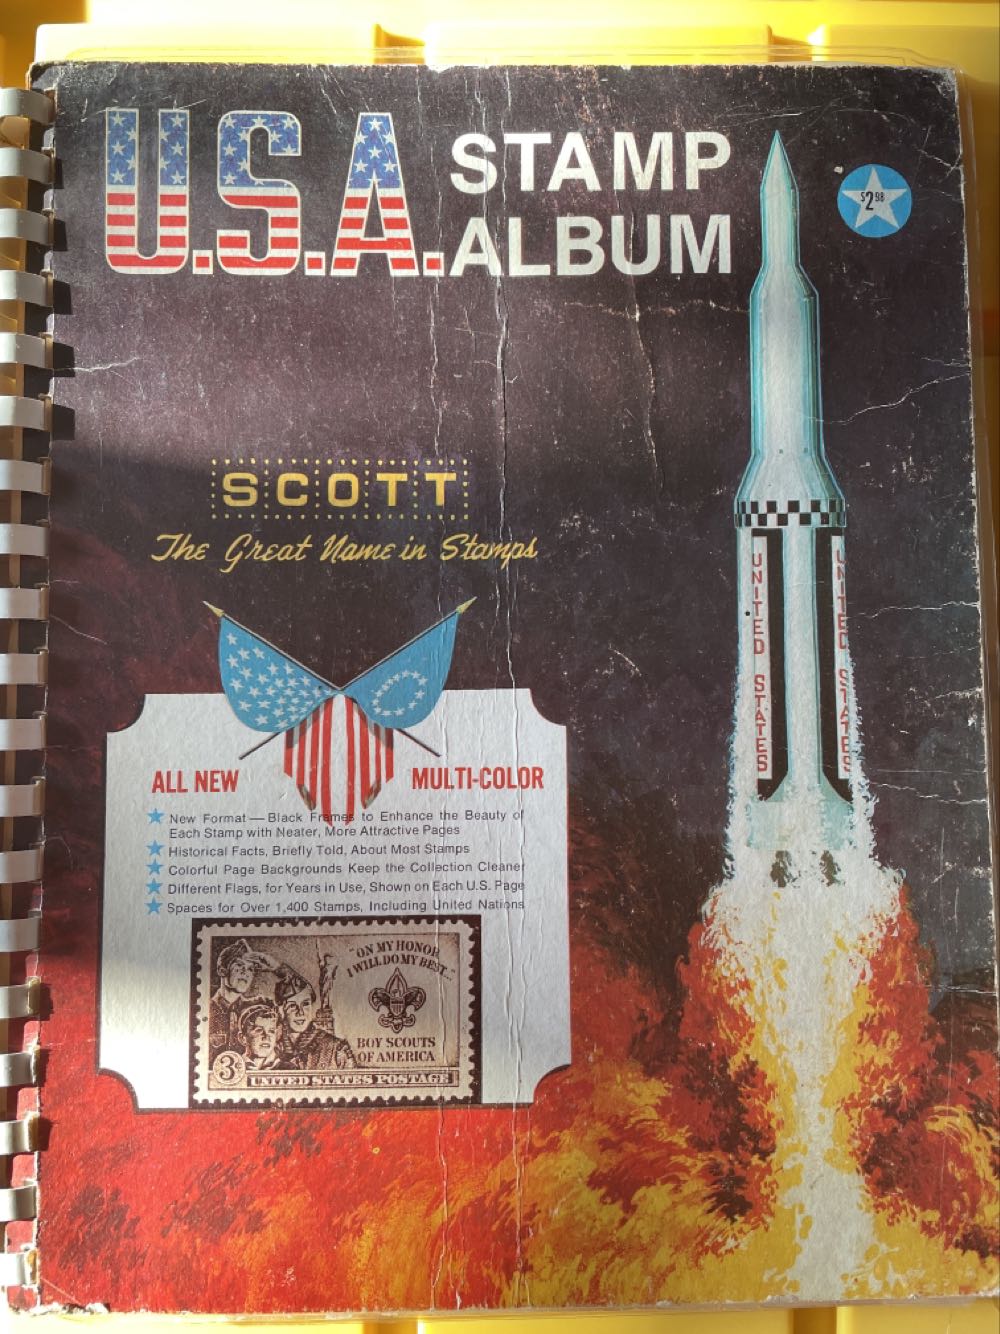 U.S.A. STAMP
ALBUM
$2.98
SCOTT
The Great Name in Stamps
ALL NEW MULTI-COLOR
New Format — Black Frames to Enhance the Beauty of
Each Stamp with Neater, More Attractive Pages
Historical Facts, Briefly Told, About Most Stamps
Colorful Page Backgrounds Keep the Collection Cleaner
Different Flags, for Years in Use, Shown on Each U.S. Page
Spaces for Over 1,400 Stamps, Including United Nations
"ON MY HONOR
I WILL DO MY BEST..."
BOY SCOUTS
OF AMERICA
3¢ UNITED STATES POSTAGE
UNITED STATES
UNITED STATES